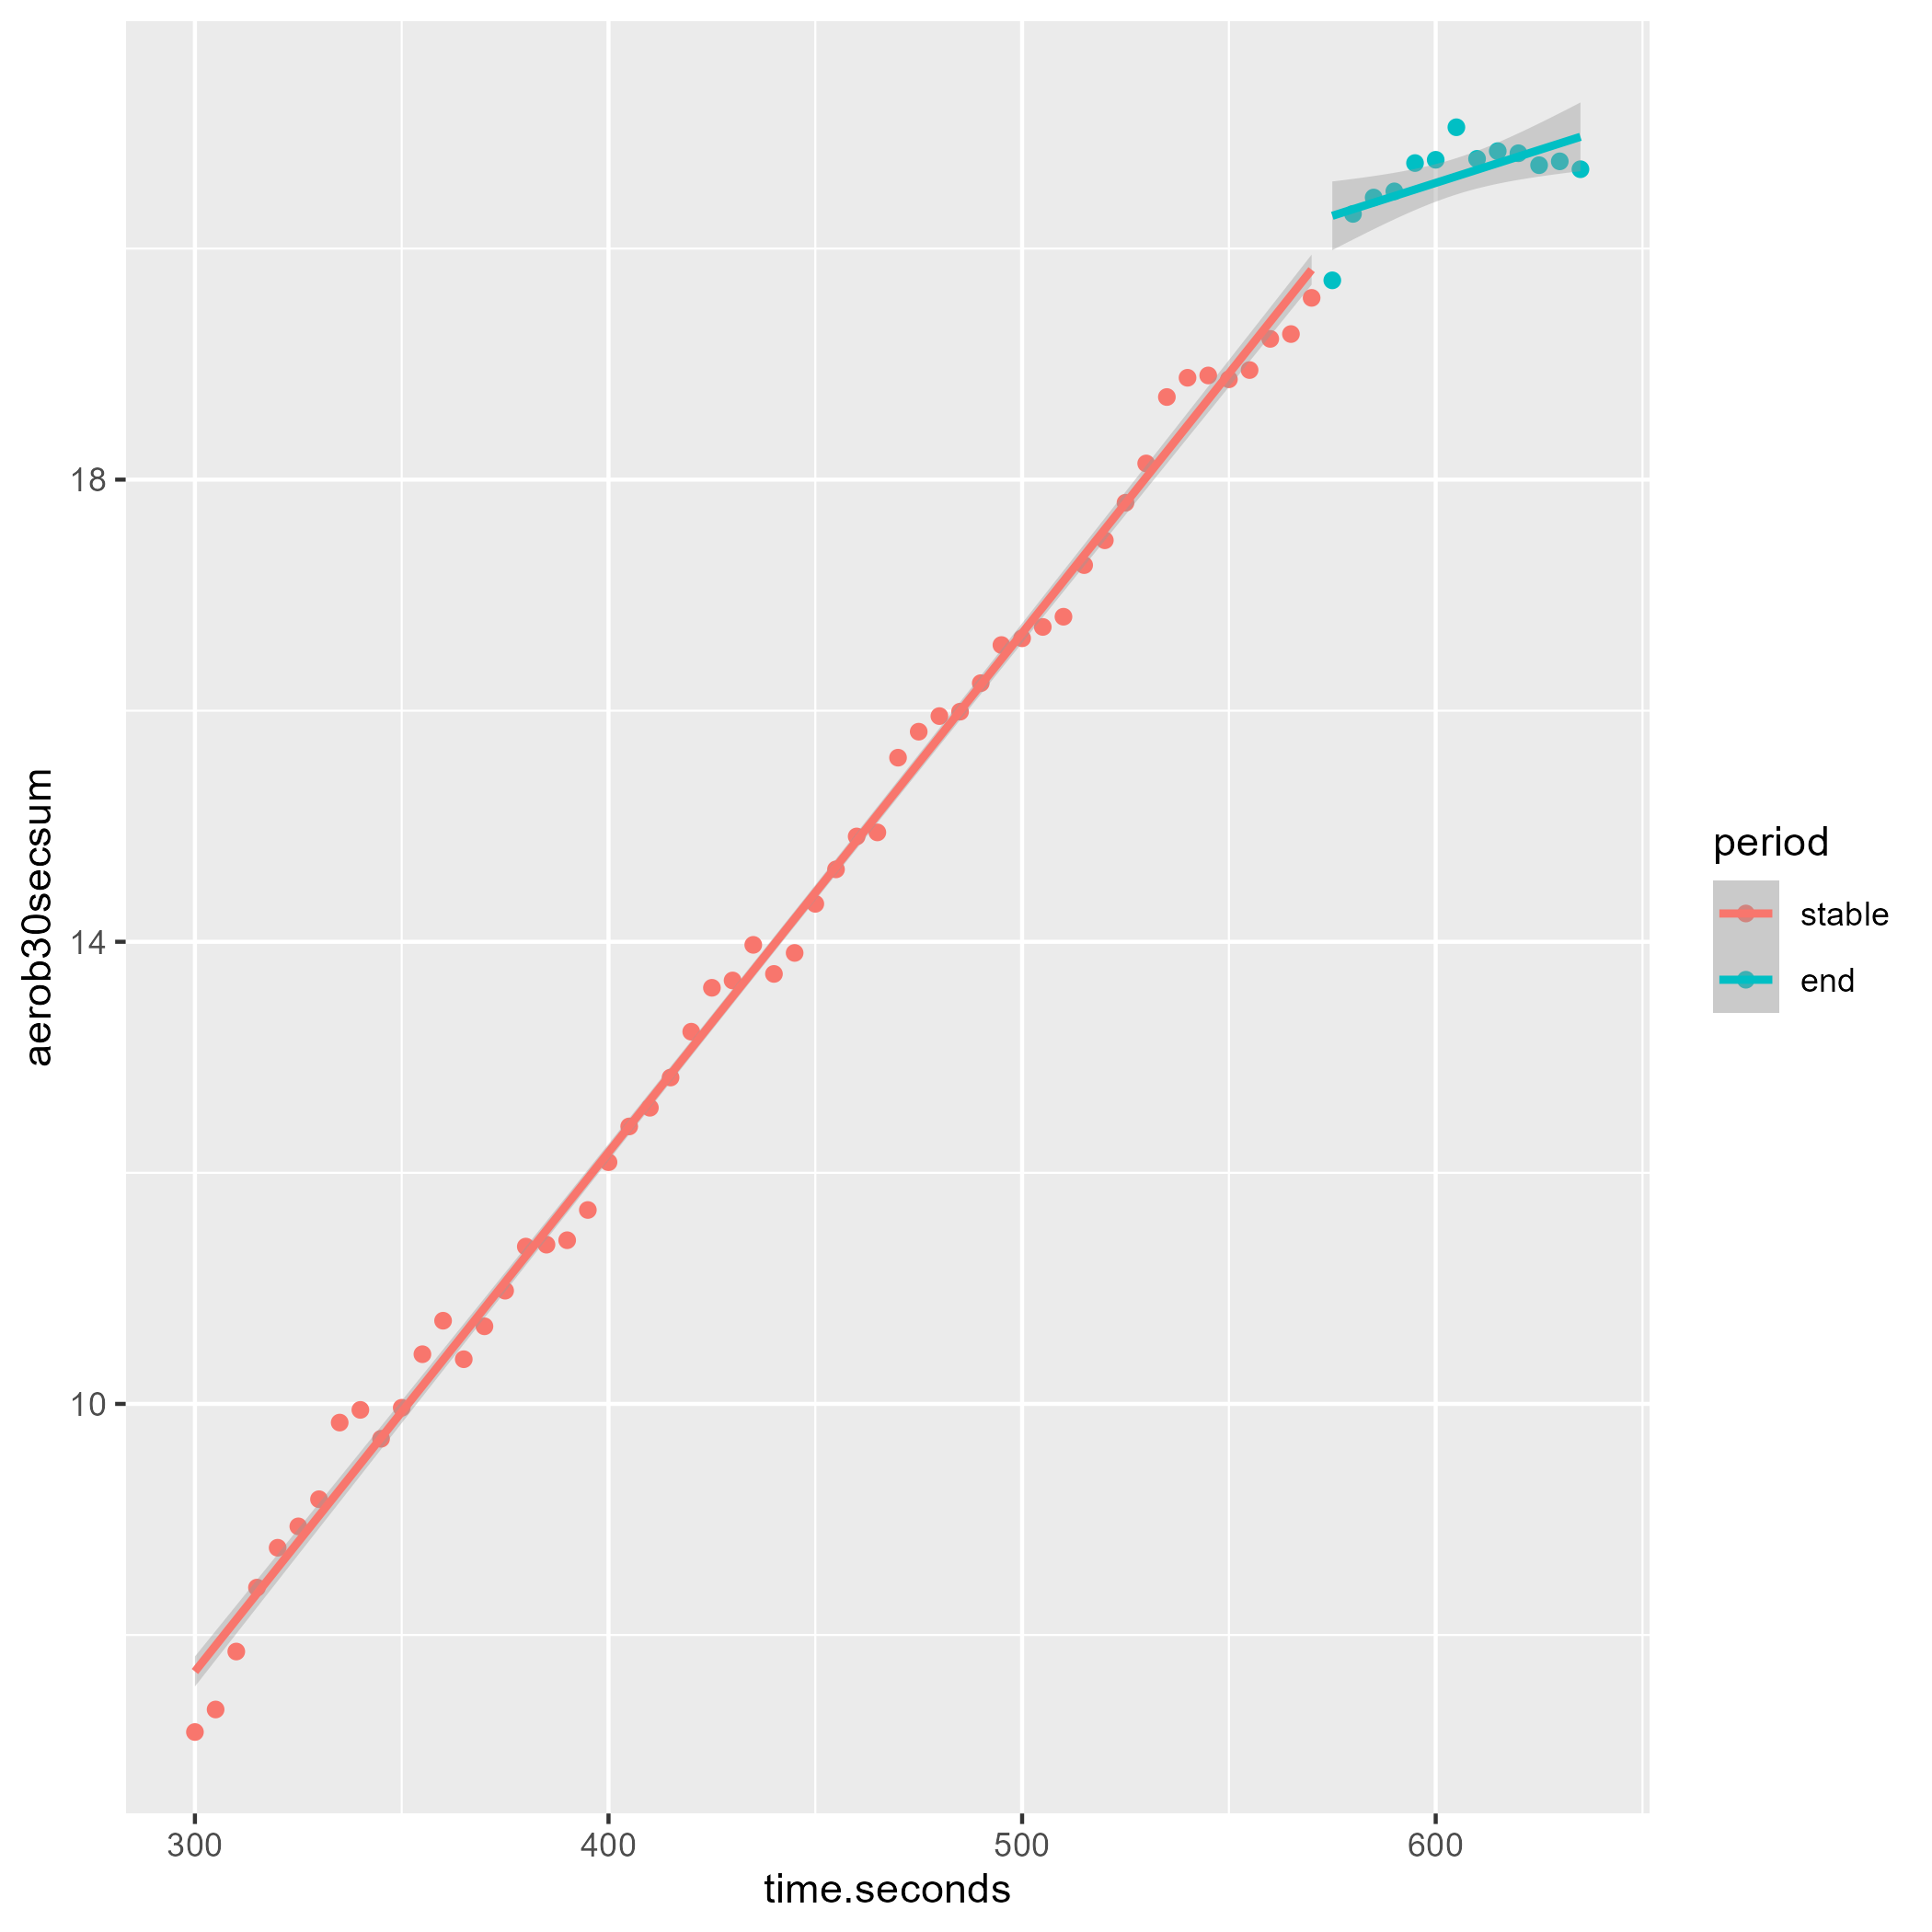 aerob30secsum
18
14
10
300 400 500 600
time.seconds
period
stable
end